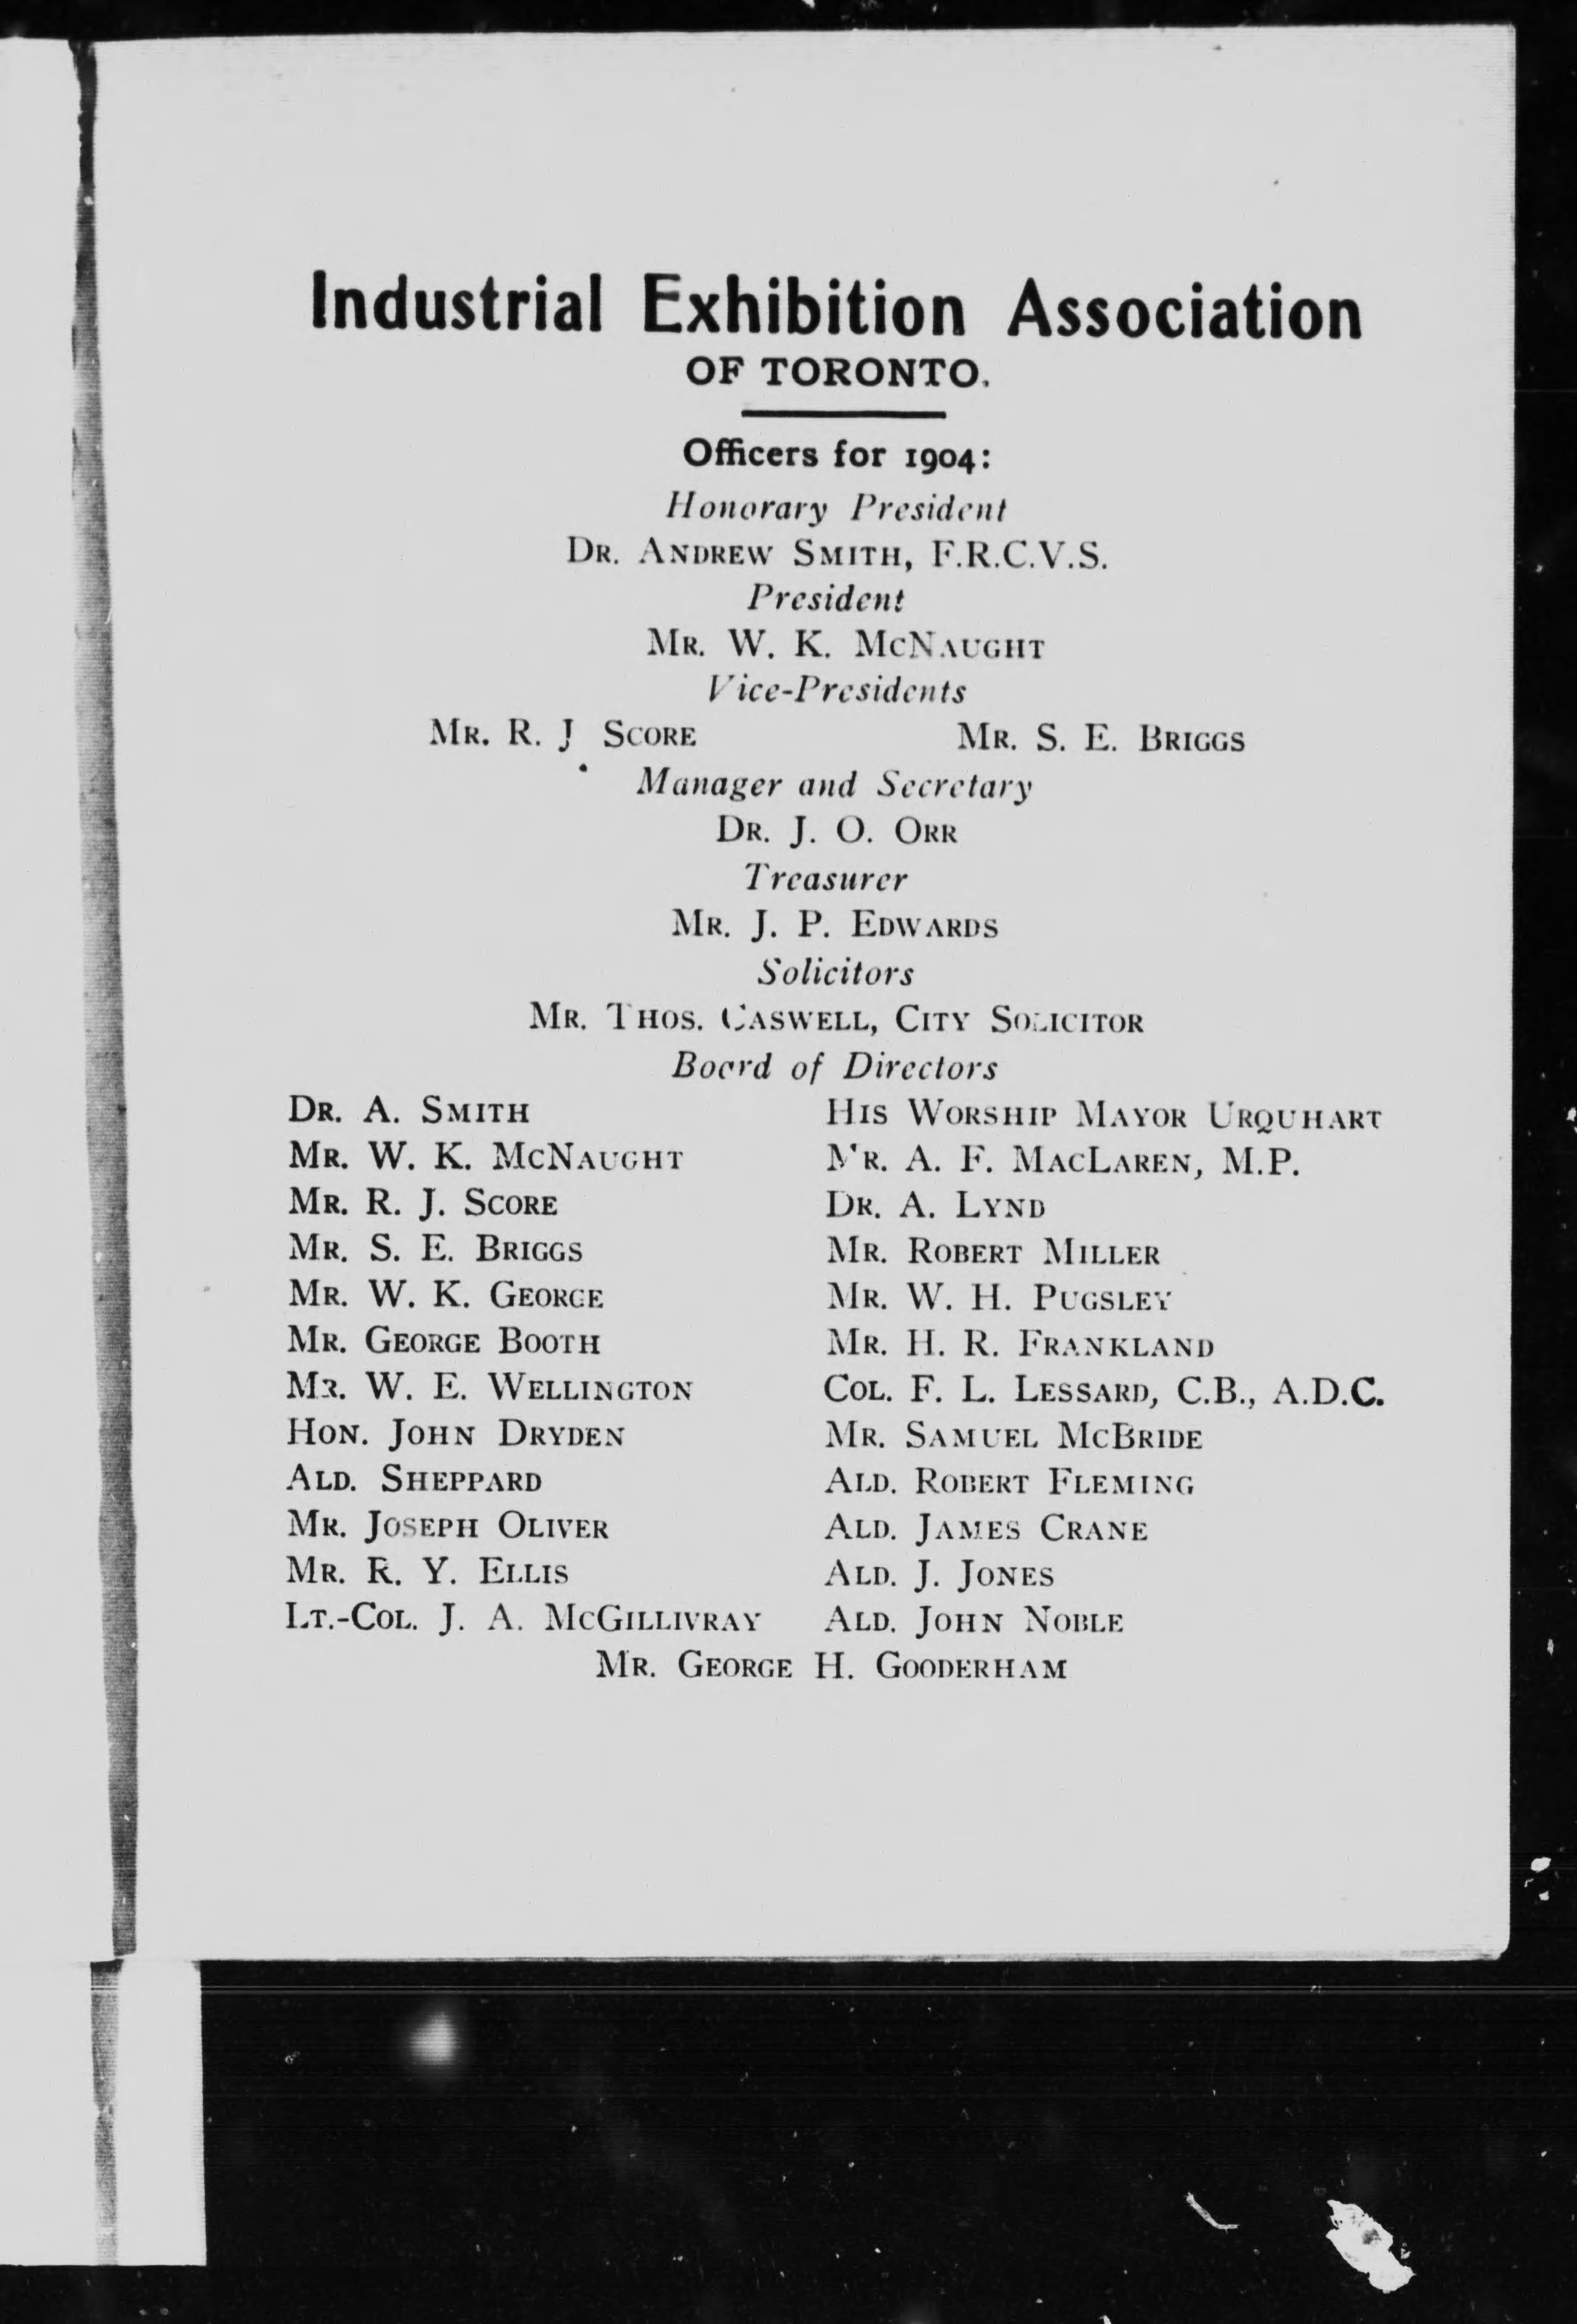 Industrial Exhibition Association
OF TORONTO.
Officers for 1904:
Honorary President
DR. ANDREW SMITH, F.R.C.V.S.
President
MR. W. K. MCNAUGHT
Vice-Presidents
MR. R. J SCORE MR. S. E. BRIGGS
Manager and Secretary
DR. J. O. ORR
Treasurer
MR. J. P. EDWARDS
Solicitors
MR. THOS. CASWELL, CITY SOLICITOR
Board of Directors
DR. A. SMITH HIS WORSHIP MAYOR URQUHART
MR. W. K. MCNAUGHT MR. A. F. MACLAREN, M.P.
MR. R. J. SCORE DR. A. LYND
MR. S. E. BRIGGS MR. ROBERT MILLER
MR. W. K. GEORGE MR. W. H. PUGSLEY
MR. GEORGE BOOTH MR. H. R. FRANKLAND
MR. W. E. WELLINGTON COL. F. L. LESSARD, C.B., A.D.C.
HON. JOHN DRYDEN MR. SAMUEL MCBRIDE
ALD. SHEPPARD ALD. ROBERT FLEMING
MR. JOSEPH OLIVER ALD. JAMES CRANE
MR. R. Y. ELLIS ALD. J. JONES
LT.-COL. J. A. MCGILLIVRAY ALD. JOHN NOBLE
MR. GEORGE H. GOODERHAM